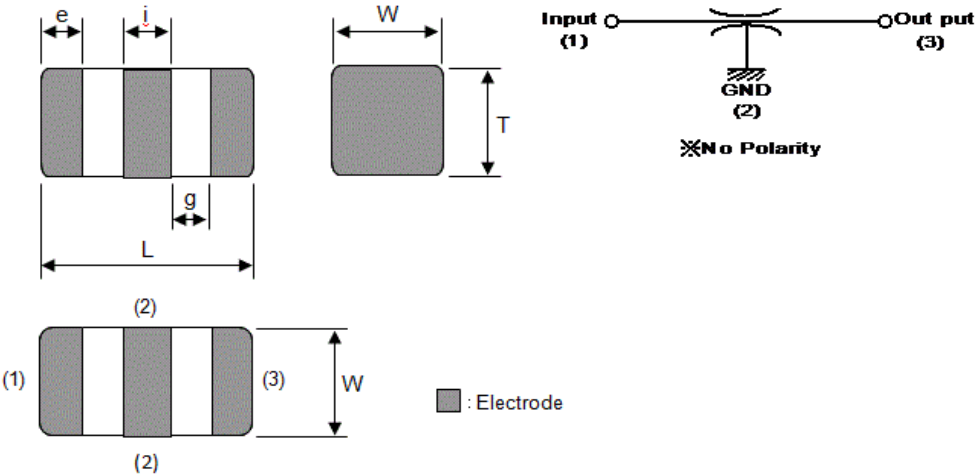 e
i
W
T
g
L
Input
(1)
Out put
(3)
GND
(2)
※No Polarity
(2)
(1)
(3)
W
: Electrode
(2)